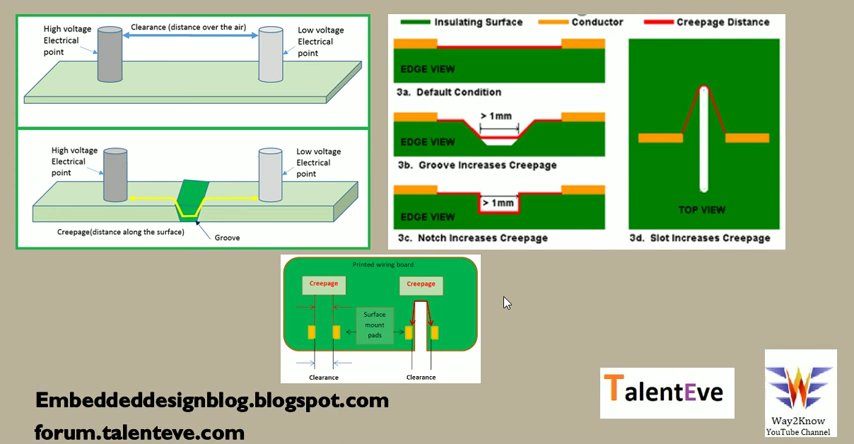 Clearance (distance over the air)
High voltage
Electrical
point
Low voltage
Electrical
point
High voltage
Electrical
point
Low voltage
Electrical
point
Creepage(distance along the surface)
Groove
Insulating Surface
Conductor
Creepage Distance
EDGE VIEW
3a. Default Condition
> 1mm
EDGE VIEW
3b. Groove Increases Creepage
> 1mm
EDGE VIEW
3c. Notch Increases Creepage
TOP VIEW
3d. Slot Increases Creepage
Printed wiring board
Creepage
Creepage
Surface
mount
pads
Clearance
Clearance
Embeddeddesignblog.blogspot.com
forum.talenteve.com
TalentEve
Way2Know
YouTube Channel